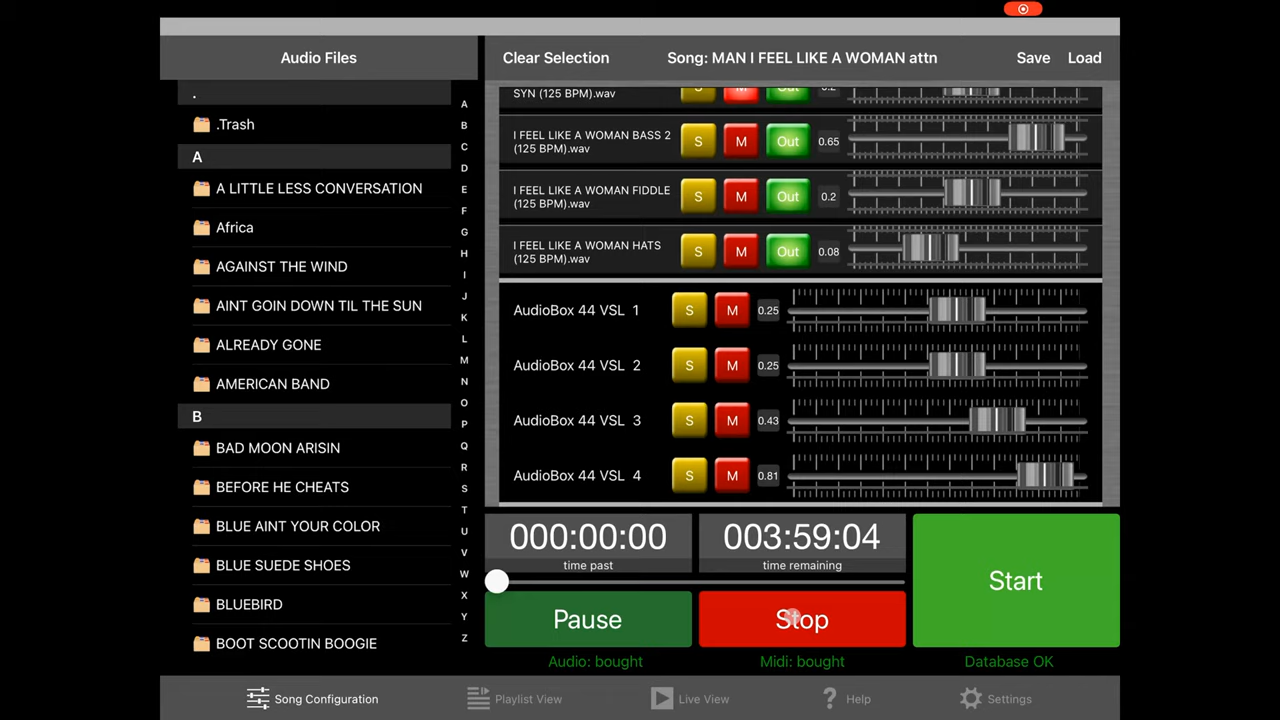 Audio Files
.
.Trash
A
A LITTLE LESS CONVERSATION
Africa
AGAINST THE WIND
AINT GOIN DOWN TIL THE SUN
ALREADY GONE
AMERICAN BAND
B
BAD MOON ARISIN
BEFORE HE CHEATS
BLUE AINT YOUR COLOR
BLUE SUEDE SHOES
BLUEBIRD
BOOT SCOOTIN BOOGIE
A
B
C
D
E
F
G
H
I
J
K
L
M
N
O
P
Q
R
S
T
U
V
W
X
Y
Z
Clear Selection Song: MAN I FEEL LIKE A WOMAN attn Save Load
SYN (125 BPM).wav M Out 0.2
I FEEL LIKE A WOMAN BASS 2
(125 BPM).wav S M Out 0.65
I FEEL LIKE A WOMAN FIDDLE
(125 BPM).wav S M Out 0.2
I FEEL LIKE A WOMAN HATS
(125 BPM).wav S M Out 0.08
AudioBox 44 VSL 1 S M 0.25
AudioBox 44 VSL 2 S M 0.25
AudioBox 44 VSL 3 S M 0.43
AudioBox 44 VSL 4 S M 0.81
000:00:00 003:59:04
time past time remaining
Start
Pause Stop
Audio: bought Midi: bought Database OK
Song Configuration Playlist View Live View ? Help Settings